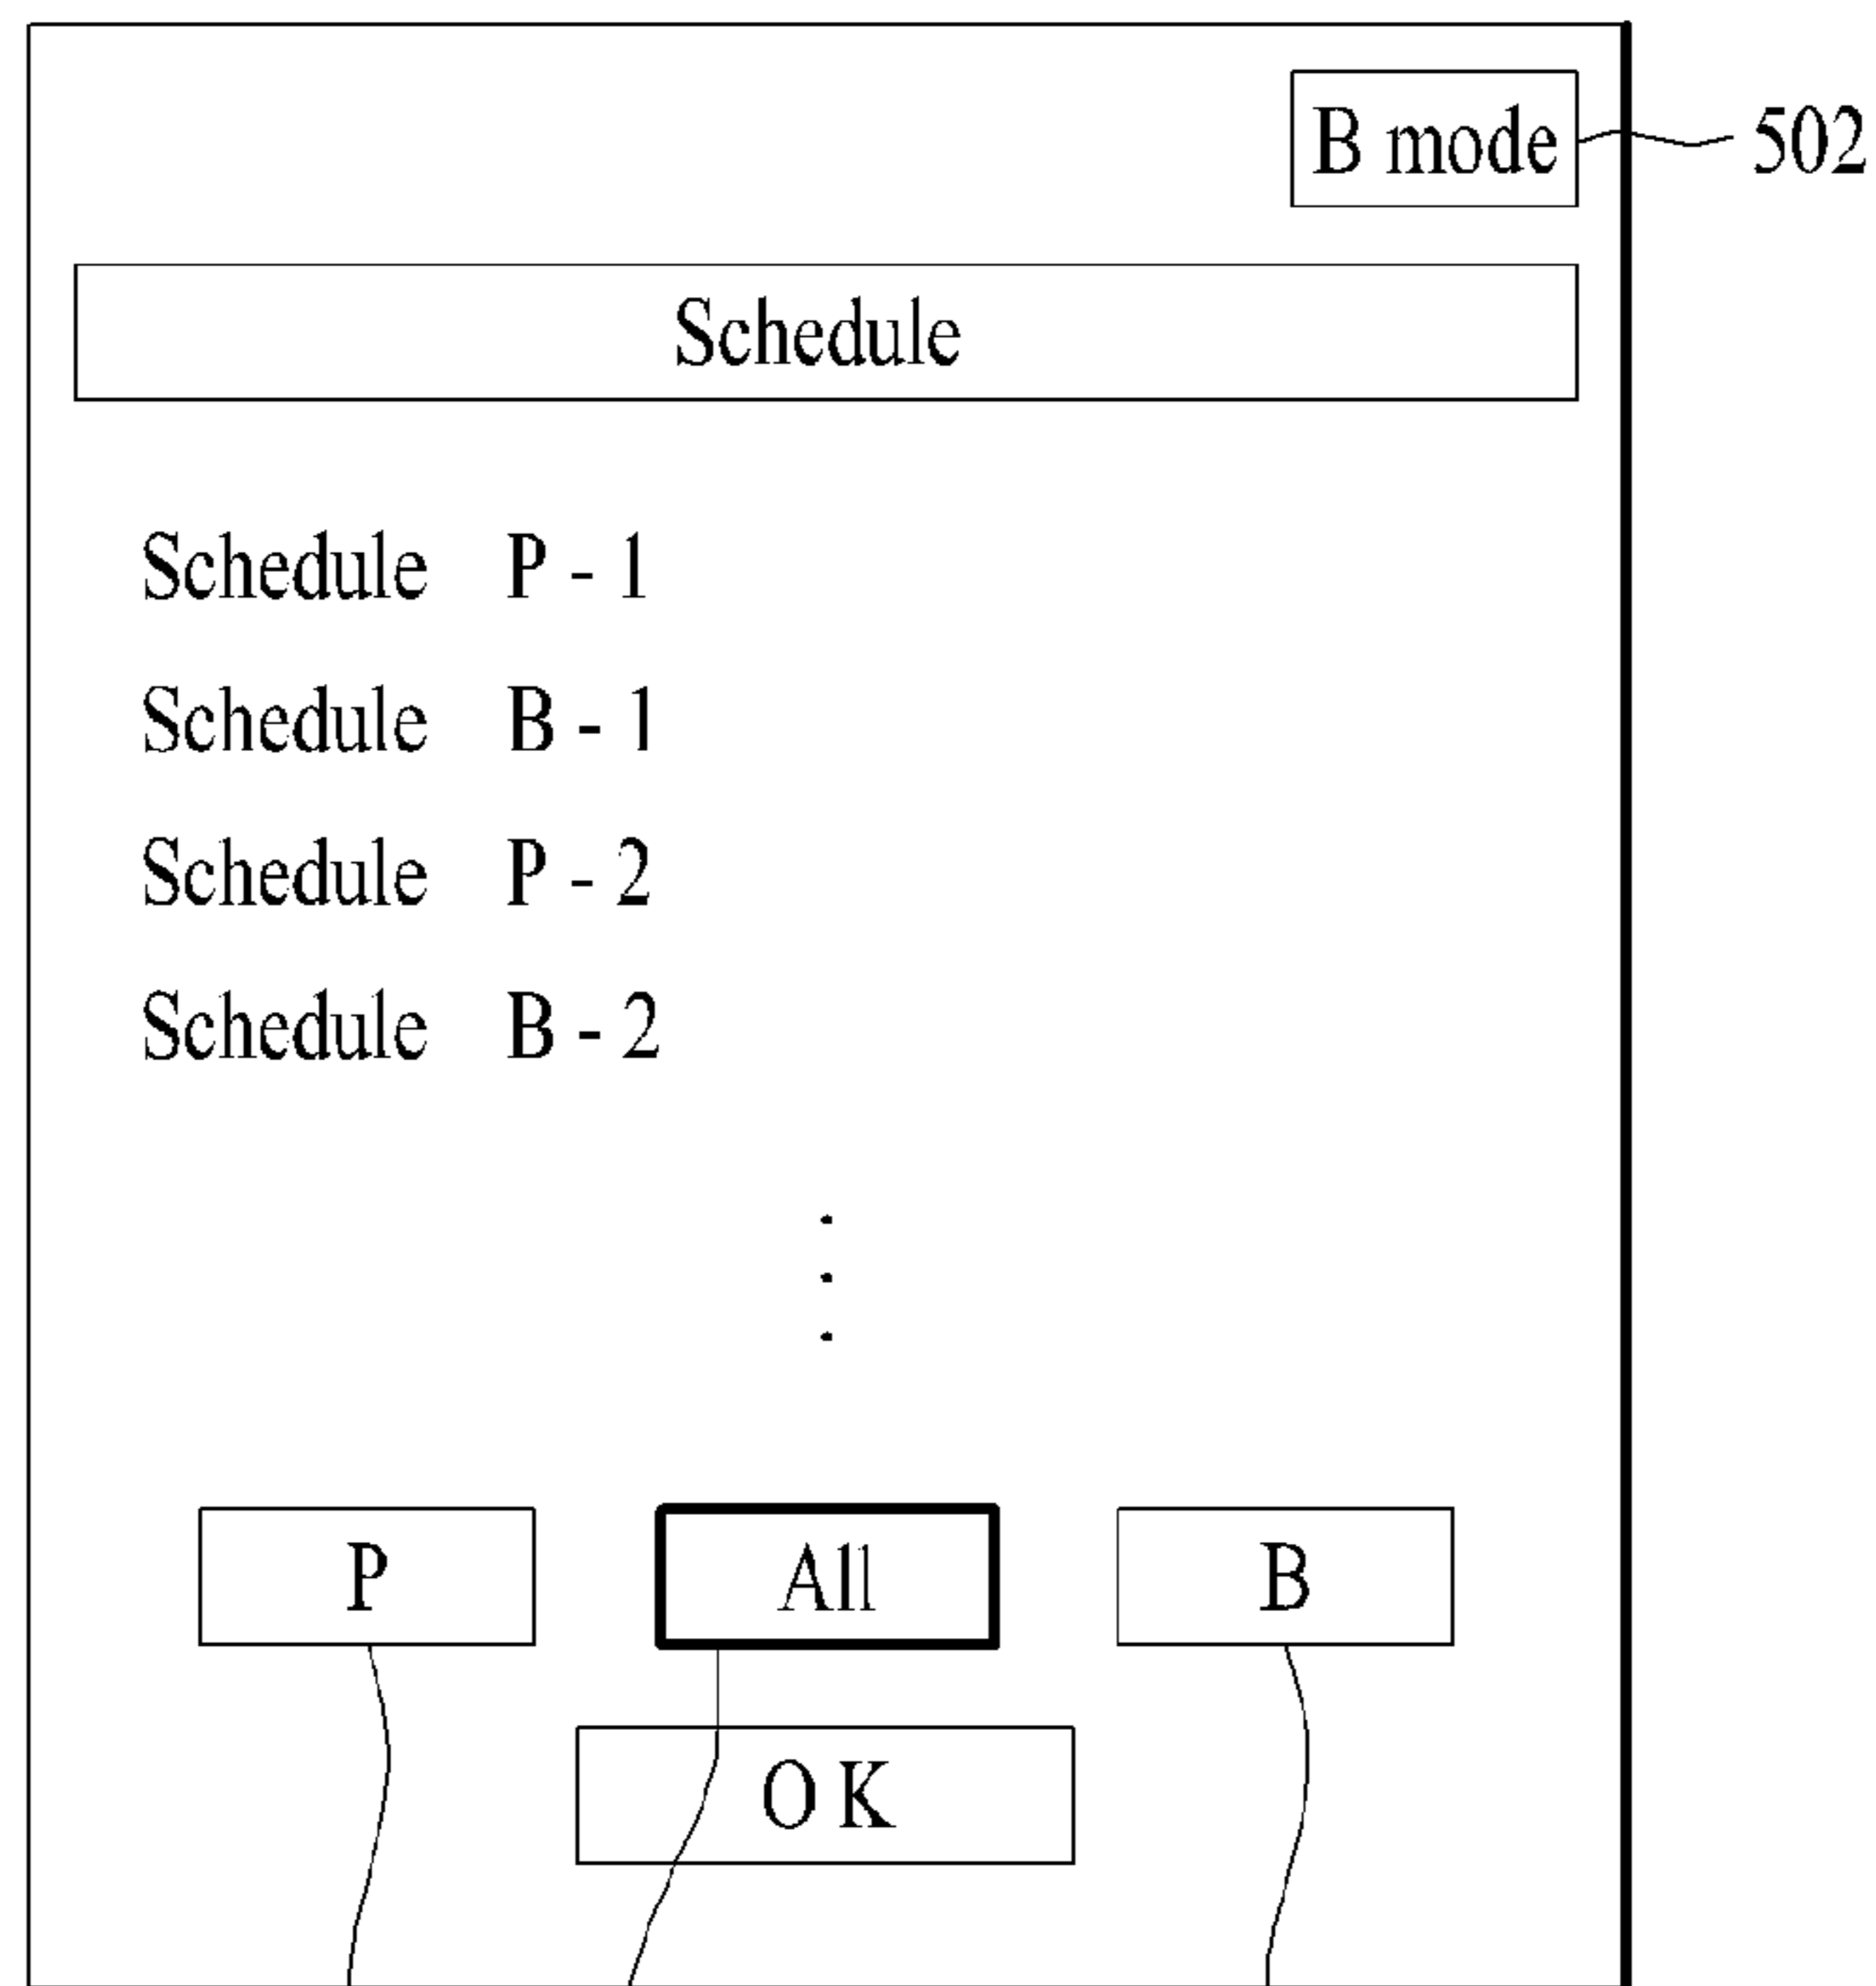 B mode 502
Schedule
Schedule P - 1
Schedule B - 1
Schedule P - 2
Schedule B - 2
P All B
OK